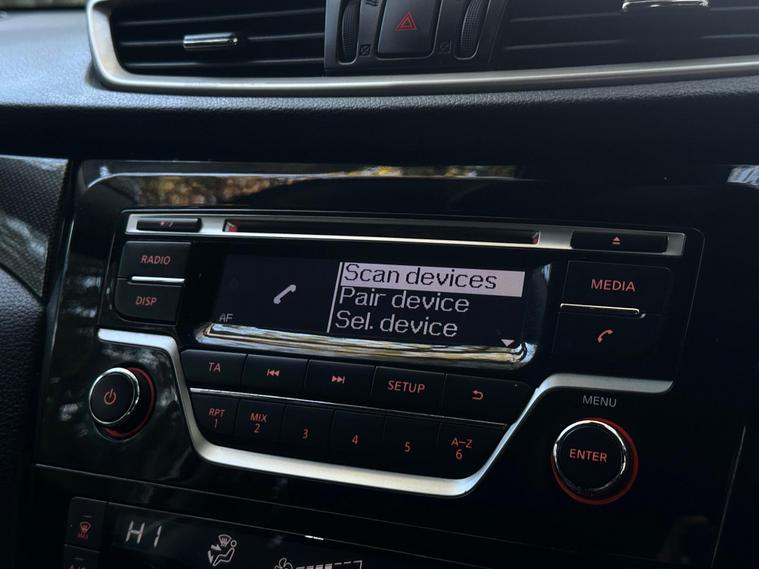 RADIO
DISP
AF
Scan devices
Pair device
Sel. device
MEDIA
TA
SETUP
RPT
1
MIX
2
3
4
5
A-Z
6
MENU
ENTER
HI